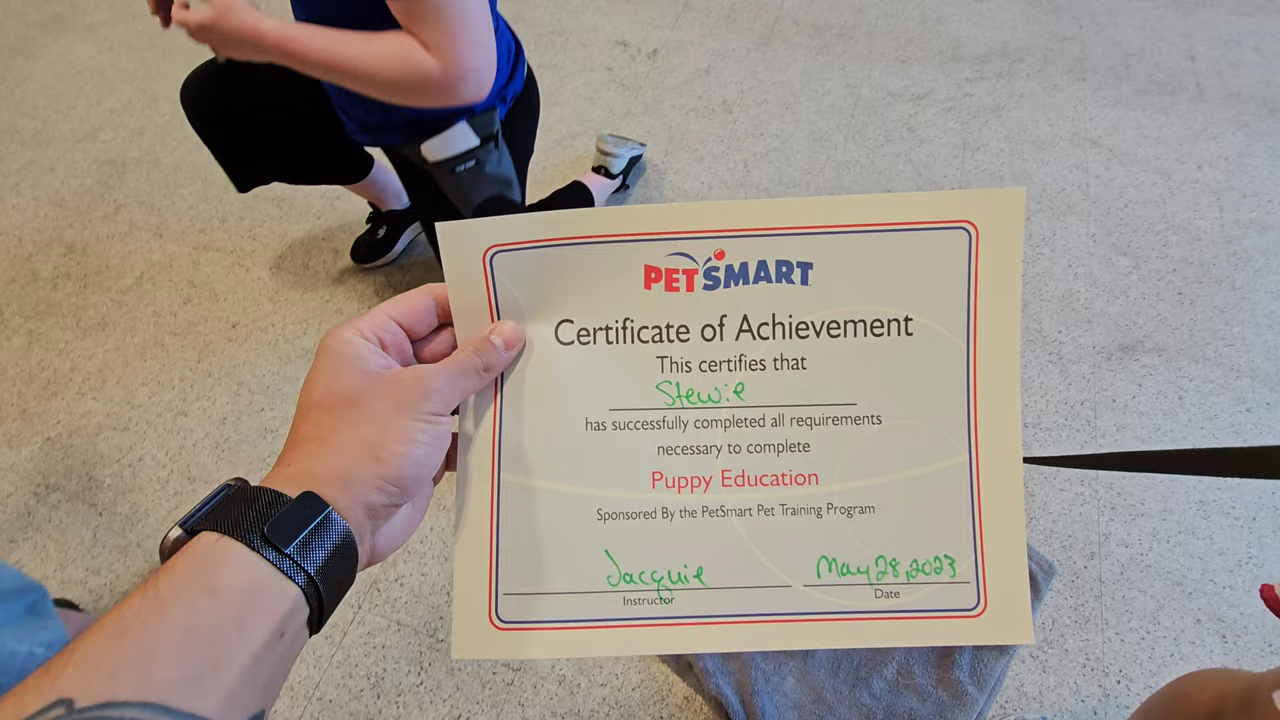 PETSMART
Certificate of Achievement
This certifies that
Stewie
has successfully completed all requirements
necessary to complete
Puppy Education
Sponsored By the PetSmart Pet Training Program
Jacquie May 28, 2023
Instructor Date